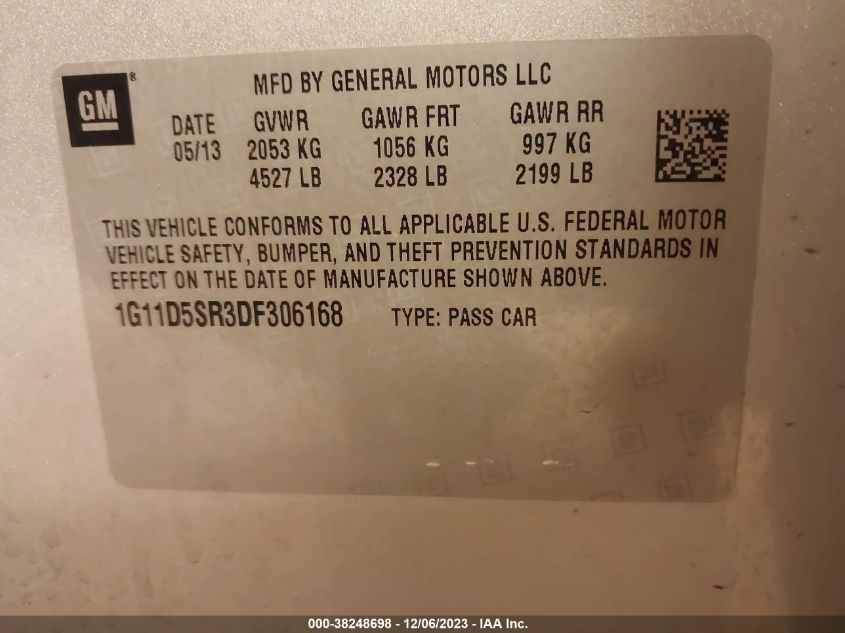 GM ®
MFD BY GENERAL MOTORS LLC
DATE GVWR GAWR FRT GAWR RR
05/13 2053 KG 1056 KG 997 KG
4527 LB 2328 LB 2199 LB
THIS VEHICLE CONFORMS TO ALL APPLICABLE U.S. FEDERAL MOTOR
VEHICLE SAFETY, BUMPER, AND THEFT PREVENTION STANDARDS IN
EFFECT ON THE DATE OF MANUFACTURE SHOWN ABOVE.
1G11D5SR3DF306168 TYPE: PASS CAR
000-38248698 - 12/06/2023 - IAA Inc.